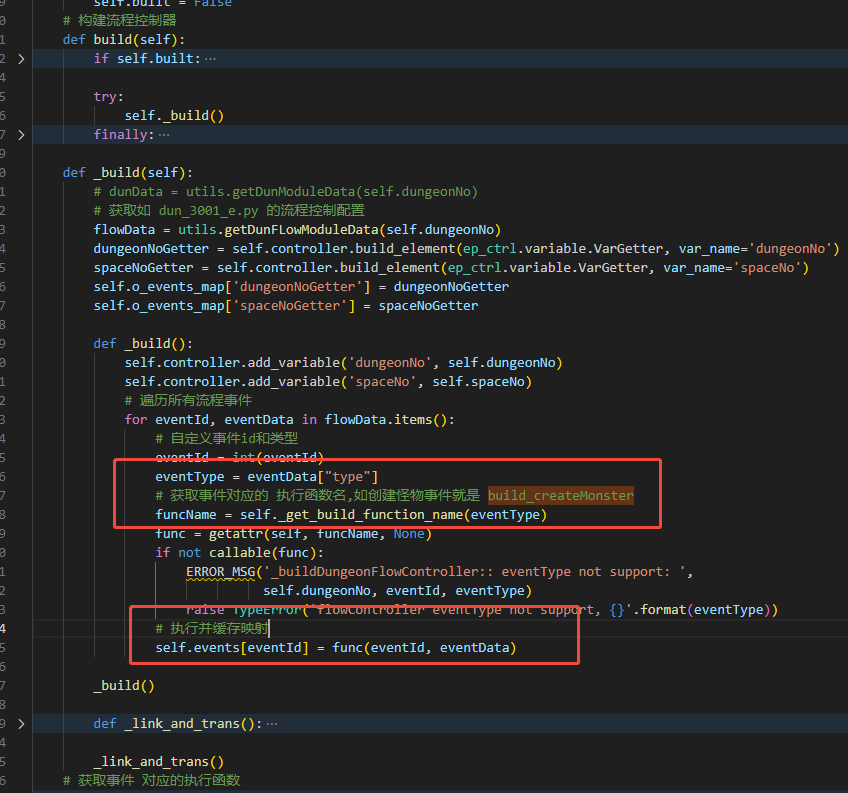 self.built = False
# 构建流程控制器
def build(self):
if self.built: ···
try:
self._build()
finally: ···
def _build(self):
# dunData = utils.getDunModuleData(self.dungeonNo)
# 获取如 dun_3001_e.py 的流程控制配置
flowData = utils.getDunFLowModuleData(self.dungeonNo)
dungeonNoGetter = self.controller.build_element(ep_ctrl.variable.VarGetter, var_name='dungeonNo')
spaceNoGetter = self.controller.build_element(ep_ctrl.variable.VarGetter, var_name='spaceNo')
self.o_events_map['dungeonNoGetter'] = dungeonNoGetter
self.o_events_map['spaceNoGetter'] = spaceNoGetter
def _build():
self.controller.add_variable('dungeonNo', self.dungeonNo)
self.controller.add_variable('spaceNo', self.spaceNo)
# 遍历所有流程事件
for eventId, eventData in flowData.items():
# 自定义事件id和类型
eventId = int(eventId)
eventType = eventData["type"]
# 获取事件对应的 执行函数名,如创建怪物事件就是 build_createMonster
funcName = self._get_build_function_name(eventType)
func = getattr(self, funcName, None)
if not callable(func):
ERROR_MSG('_buildDungeonFlowController:: eventType not support: ',
self.dungeonNo, eventId, eventType)
raise TypeError('flowController eventType not support, {}'.format(eventType))
# 执行并缓存映射
self.events[eventId] = func(eventId, eventData)
_build()
def _link_and_trans(): ···
_link_and_trans()
# 获取事件 对应的执行函数